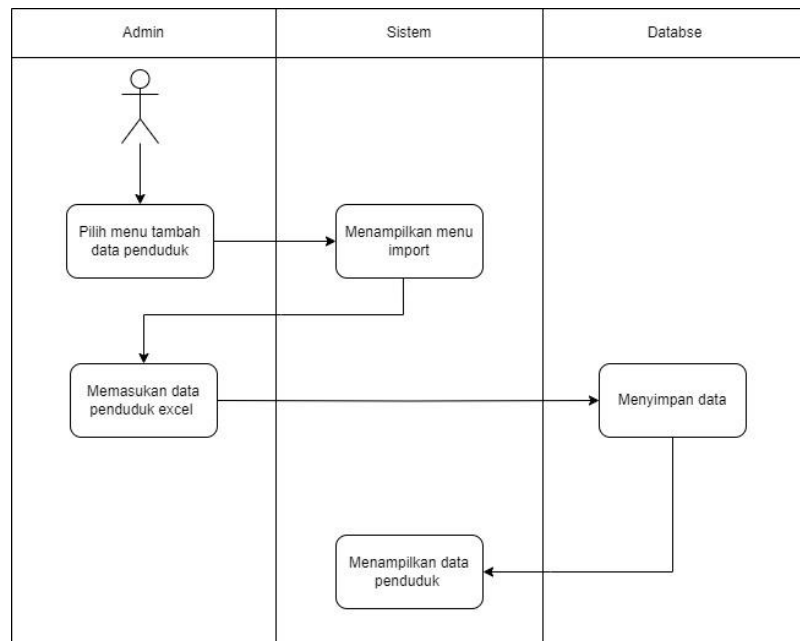 Admin
Sistem
Databse
Pilih menu tambah
data penduduk
Menampilkan menu
import
Memasukan data
penduduk excel
Menyimpan data
Menampilkan data
penduduk